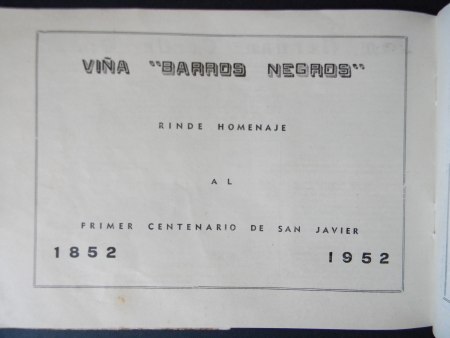 VIÑA "BARROS NEGROS"
RINDE HOMENAJE
AL
PRIMER CENTENARIO DE SAN JAVIER
1852 1952